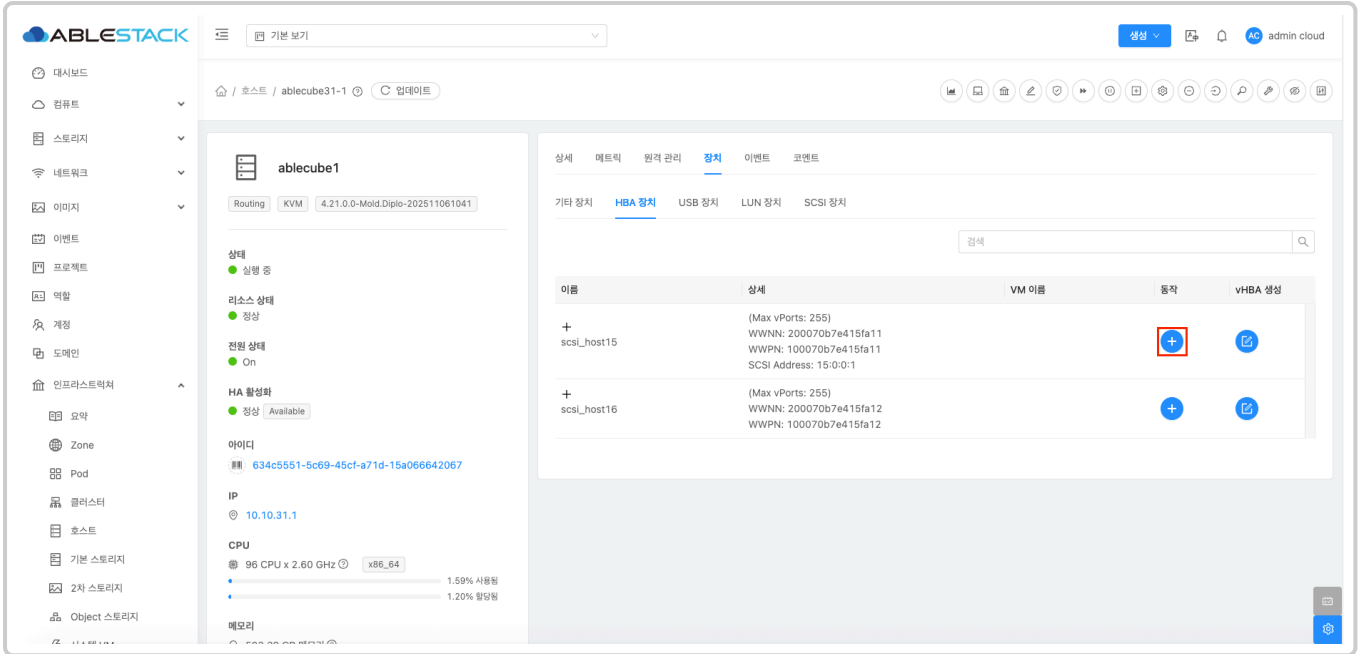 ABLESTACK
기본 보기
생성
AC admin cloud
대시보드
컴퓨트
스토리지
네트워크
이미지
이벤트
프로젝트
역할
계정
도메인
인프라스트럭쳐
요약
Zone
Pod
클러스터
호스트
기본 스토리지
2차 스토리지
Object 스토리지
/ 호스트 / ablecube31-1 업데이트
ablecube1
Routing KVM 4.21.0.0-Mold.Diplo-202511061041
상태
실행 중
리소스 상태
정상
전원 상태
On
HA 활성화
정상 Available
아이디
634c5551-5c69-45cf-a71d-15a066642067
IP
10.10.31.1
CPU
96 CPU x 2.60 GHz x86_64
1.59% 사용됨
1.20% 할당됨
메모리
상세 메트릭 원격 관리 장치 이벤트 코멘트
기타 장치 HBA 장치 USB 장치 LUN 장치 SCSI 장치
검색
이름 상세 VM 이름 동작 vHBA 생성
scsi_host15
(Max vPorts: 255)
WWNN: 200070b7e415fa11
WWPN: 100070b7e415fa11
SCSI Address: 15:0:0:1
scsi_host16
(Max vPorts: 255)
WWNN: 200070b7e415fa12
WWPN: 100070b7e415fa12